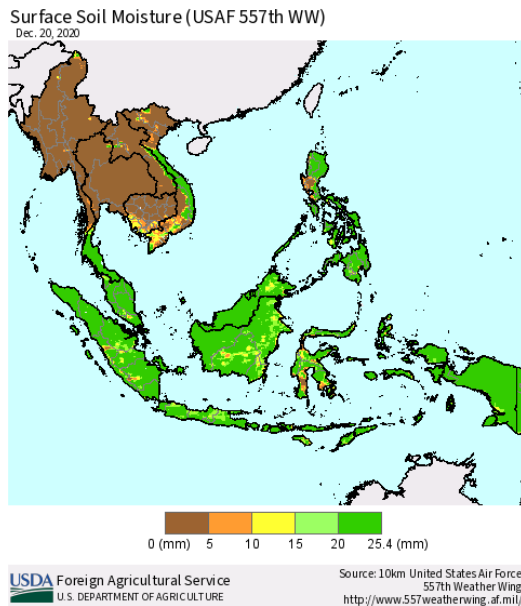 Surface Soil Moisture (USAF 557th WW)
Dec. 20, 2020
0 (mm) 5 10 15 20 25.4 (mm)
USDA Foreign Agricultural Service
U.S. DEPARTMENT OF AGRICULTURE
Source: 10km United States Air Force
557th Weather Wing
http://www.557weatherwing.af.mil/